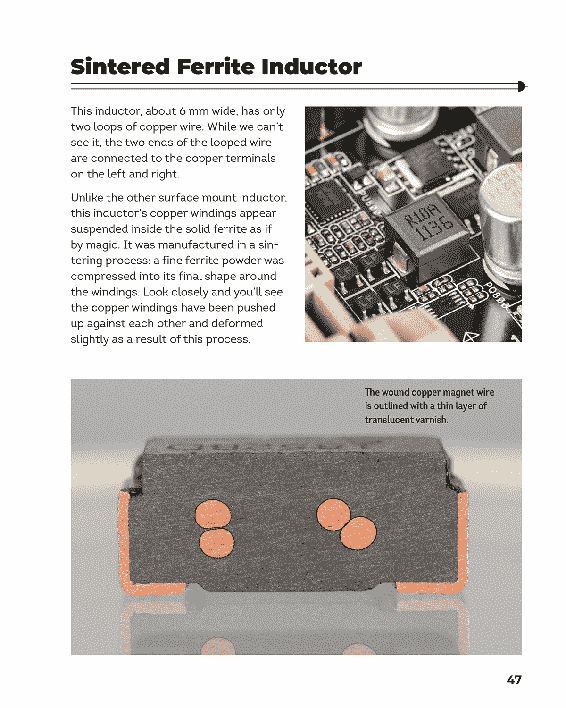 Sintered Ferrite Inductor
This inductor, about 6 mm wide, has only
two loops of copper wire. While we can't
see it, the two ends of the looped wire
are connected to the copper terminals
on the left and right.
Unlike the other surface mount inductor,
this inductor's copper windings appear
suspended inside the solid ferrite as if
by magic. It was manufactured in a sin-
tering process: a fine ferrite powder was
compressed into its final shape around
the windings. Look closely and you'll see
the copper windings have been pushed
up against each other and deformed
slightly as a result of this process.
R10A
1136
The wound copper magnet wire
is outlined with a thin layer of
translucent varnish.
47